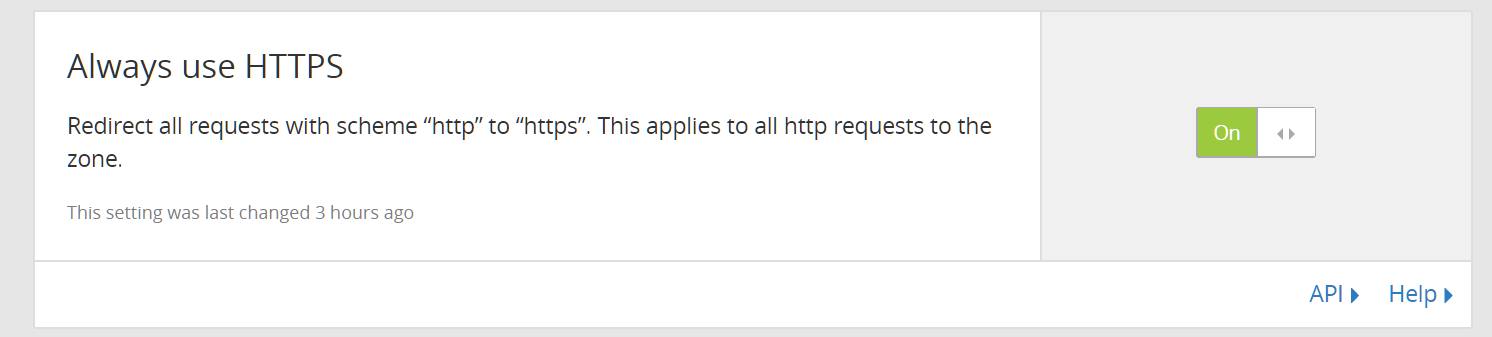 Always use HTTPS
Redirect all requests with scheme “http” to “https”. This applies to all http requests to the
zone.
On
This setting was last changed 3 hours ago
API
Help